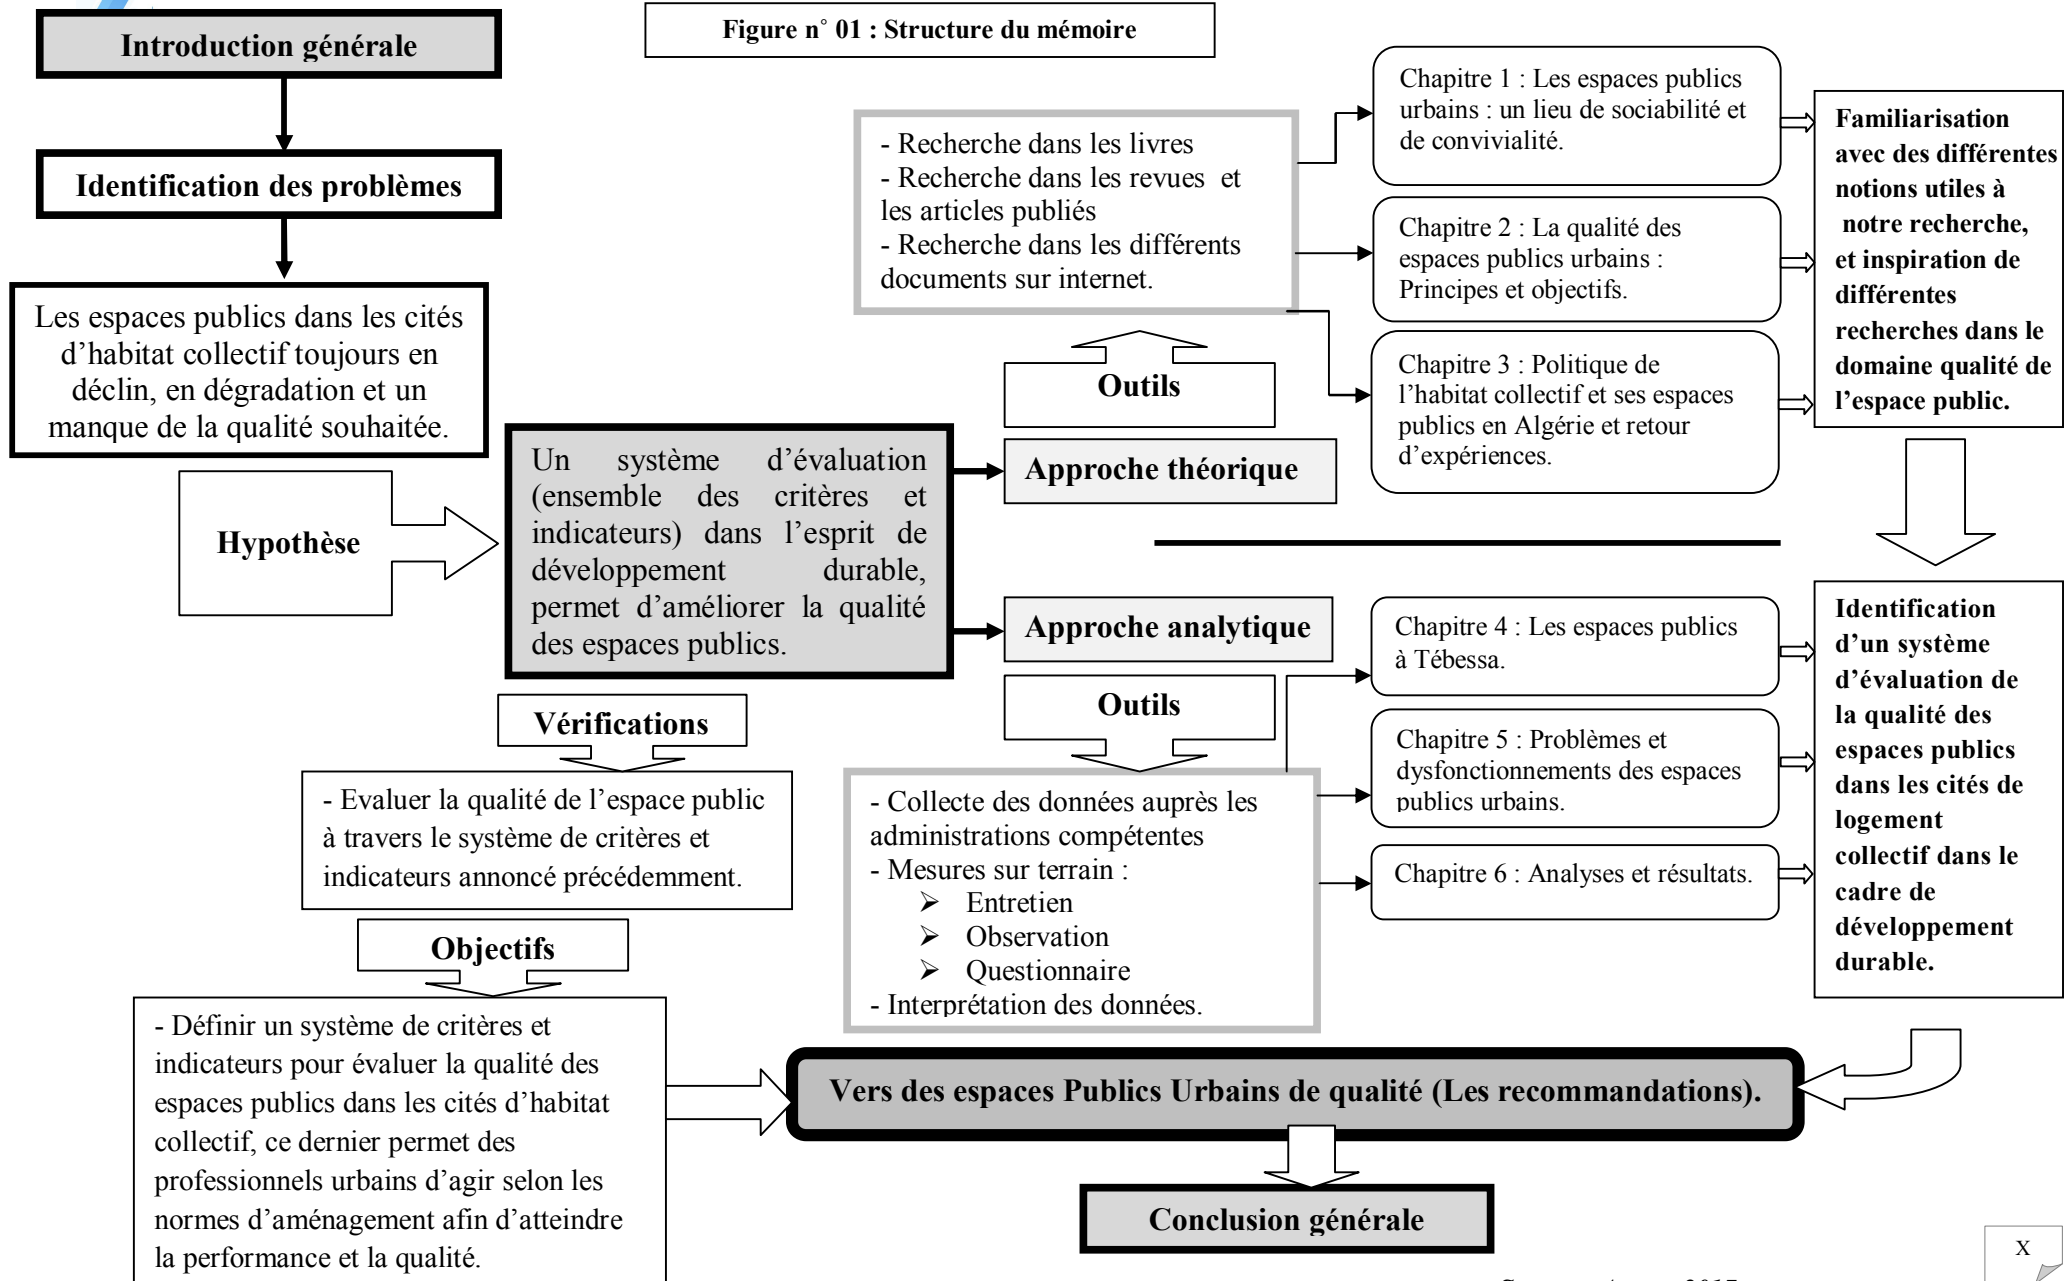 Figure n° 01 : Structure du mémoire
Introduction générale
Identification des problèmes
Les espaces publics dans les cités
d’habitat collectif toujours en
déclin, en dégradation et un
manque de la qualité souhaitée.
Hypothèse
Un système d’évaluation
(ensemble des critères et
indicateurs) dans l’esprit de
développement durable,
permet d’améliorer la qualité
des espaces publics.
Vérifications
- Evaluer la qualité de l’espace public
à travers le système de critères et
indicateurs annoncé précédemment.
Objectifs
- Définir un système de critères et
indicateurs pour évaluer la qualité des
espaces publics dans les cités d’habitat
collectif, ce dernier permet des
professionnels urbains d’agir selon les
normes d’aménagement afin d’atteindre
la performance et la qualité.
- Recherche dans les livres
- Recherche dans les revues et
les articles publiés
- Recherche dans les différents
documents sur internet.
Outils
Approche théorique
Chapitre 1 : Les espaces publics
urbains : un lieu de sociabilité et
de convivialité.
Chapitre 2 : La qualité des
espaces publics urbains :
Principes et objectifs.
Chapitre 3 : Politique de
l’habitat collectif et ses espaces
publics en Algérie et retour
d’expériences.
Familiarisation
avec des différentes
notions utiles à
notre recherche,
et inspiration de
différentes
recherches dans le
domaine qualité de
l’espace public.
Approche analytique
Outils
- Collecte des données auprès les
administrations compétentes
- Mesures sur terrain :
➢ Entretien
➢ Observation
➢ Questionnaire
- Interprétation des données.
Chapitre 4 : Les espaces publics
à Tébessa.
Chapitre 5 : Problèmes et
dysfonctionnements des espaces
publics urbains.
Chapitre 6 : Analyses et résultats.
Identification
d’un système
d’évaluation de
la qualité des
espaces publics
dans les cités de
logement
collectif dans le
cadre de
développement
durable.
Vers des espaces Publics Urbains de qualité (Les recommandations).
Conclusion générale
X